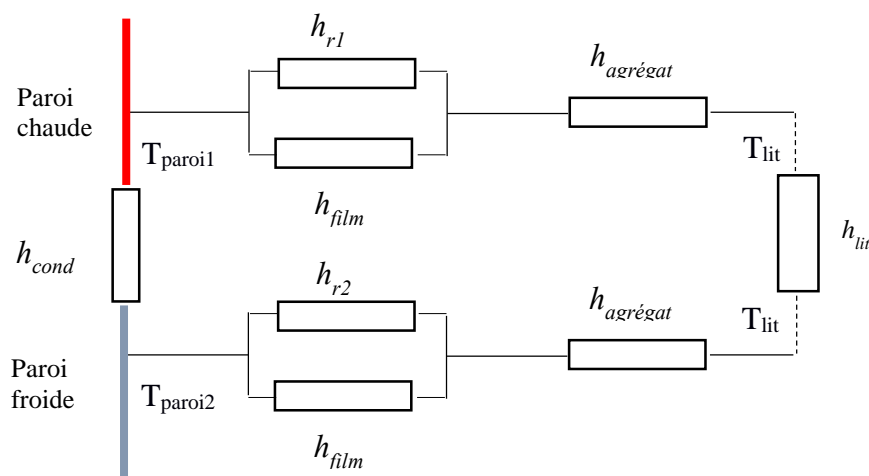 h_r1
h_agrégat
Paroi
chaude
T_paroi1
T_lit
h_film
h_cond
h_r2
h_lit
h_agrégat
T_lit
Paroi
froide
T_paroi2
h_film